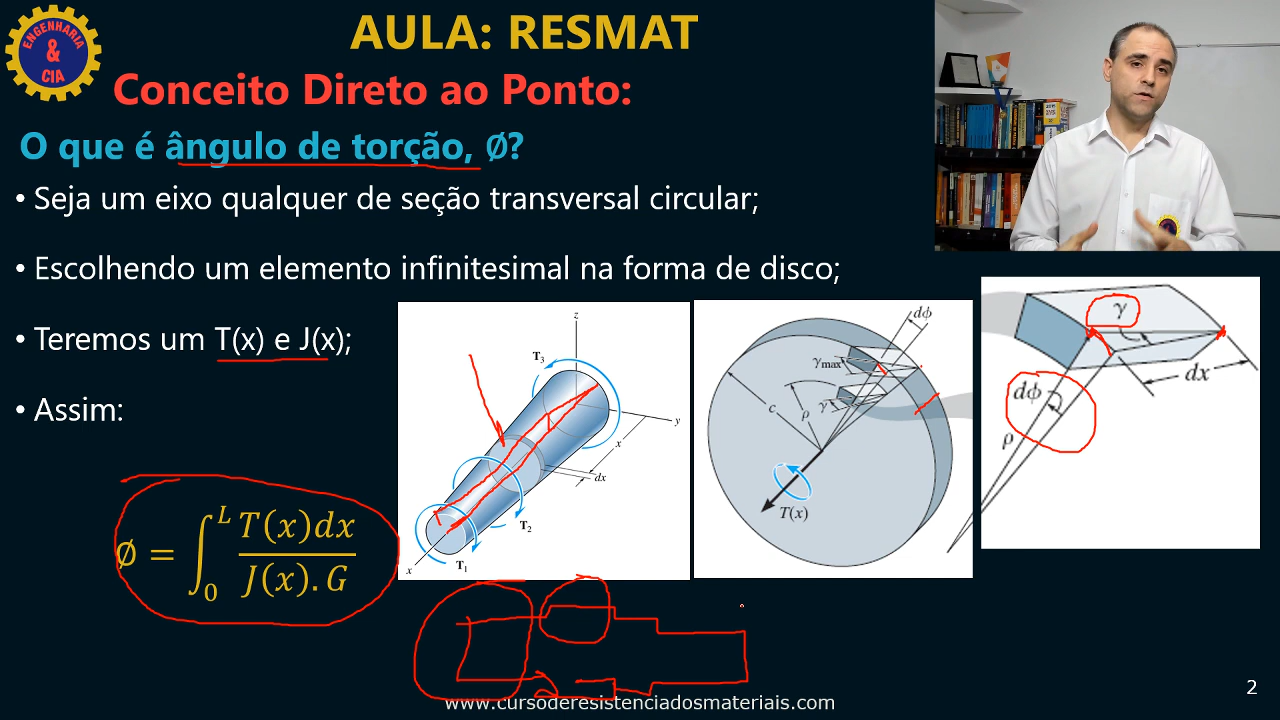 ENGENHARIA
&
CIA
AULA: RESMAT
Conceito Direto ao Ponto:
O que é ângulo de torção, Ø?
• Seja um eixo qualquer de seção transversal circular;
• Escolhendo um elemento infinitesimal na forma de disco;
• Teremos um T(x) e J(x);
• Assim:
∅ = ∫₀ᴸ T(x)dx / J(x).G
z
T₃
y
x
dx
T₂
T₁
x
dϕ
γmax
c
ρ
γ
T(x)
γ
dx
dϕ
ρ
www.cursoderesistenciadosmateriais.com
2